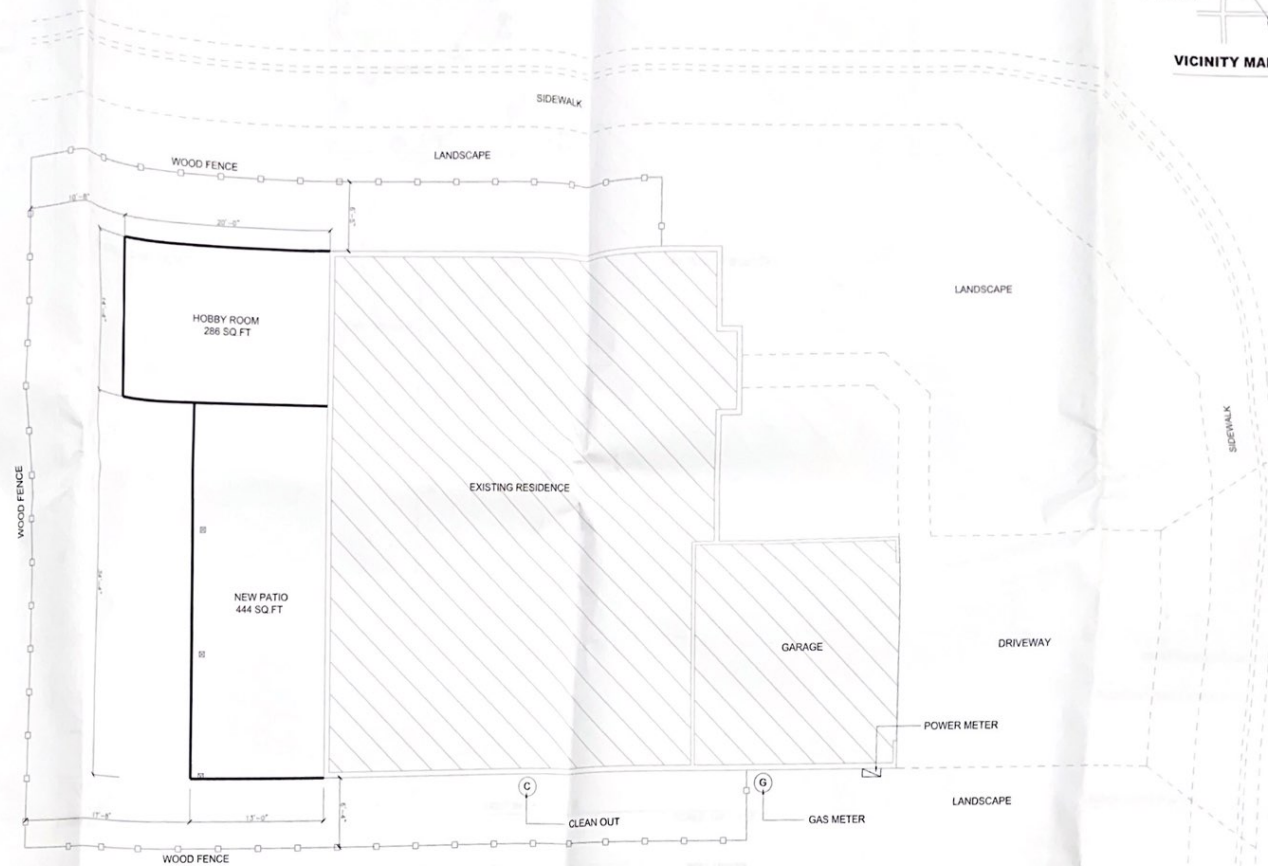 VICINITY MA
SIDEWALK
LANDSCAPE
WOOD FENCE
20'-0"
HOBBY ROOM
286 SQ.FT
LANDSCAPE
SIDEWALK
WOOD FENCE
EXISTING RESIDENCE
NEW PATIO
444 SQ FT
GARAGE
DRIVEWAY
POWER METER
C
G
CLEAN OUT
GAS METER
LANDSCAPE
13'-0"
WOOD FENCE